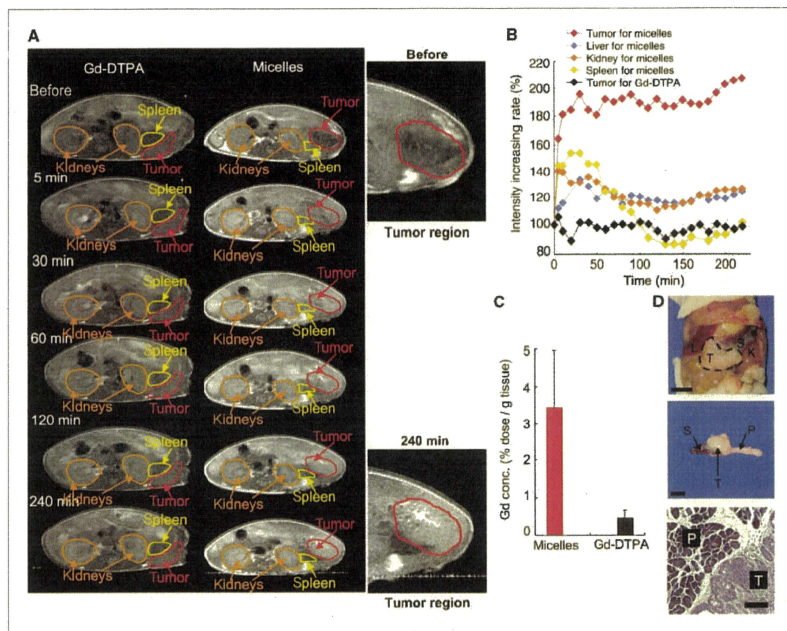 A
Gd-DTPA
Micelles
Before
Spleen
Kidneys
Tumor
Tumor
Kidneys
Spleen
5 min
Spleen
Kidneys
Tumor
Tumor
Kidneys
Spleen
30 min
Spleen
Kidneys
Tumor
Tumor
Kidneys
Spleen
60 min
Spleen
Kidneys
Tumor
Tumor
Kidneys
Spleen
120 min
Spleen
Kidneys
Tumor
Tumor
Kidneys
Spleen
240 min
Spleen
Kidneys
Tumor
Tumor
Kidneys
Spleen
Before
Tumor region
240 min
Tumor region
B
Tumor for micelles
Liver for micelles
Kidney for micelles
Spleen for micelles
Tumor for Gd-DTPA
Intensity increasing rate (%)
220
200
180
160
140
120
100
80
0
50
100
150
200
Time (min)
C
Gd conc. (% dose / g tissue)
5
4
3
2
1
0
Micelles
Gd-DTPA
D
L
S
T
K
S
P
T
P
T